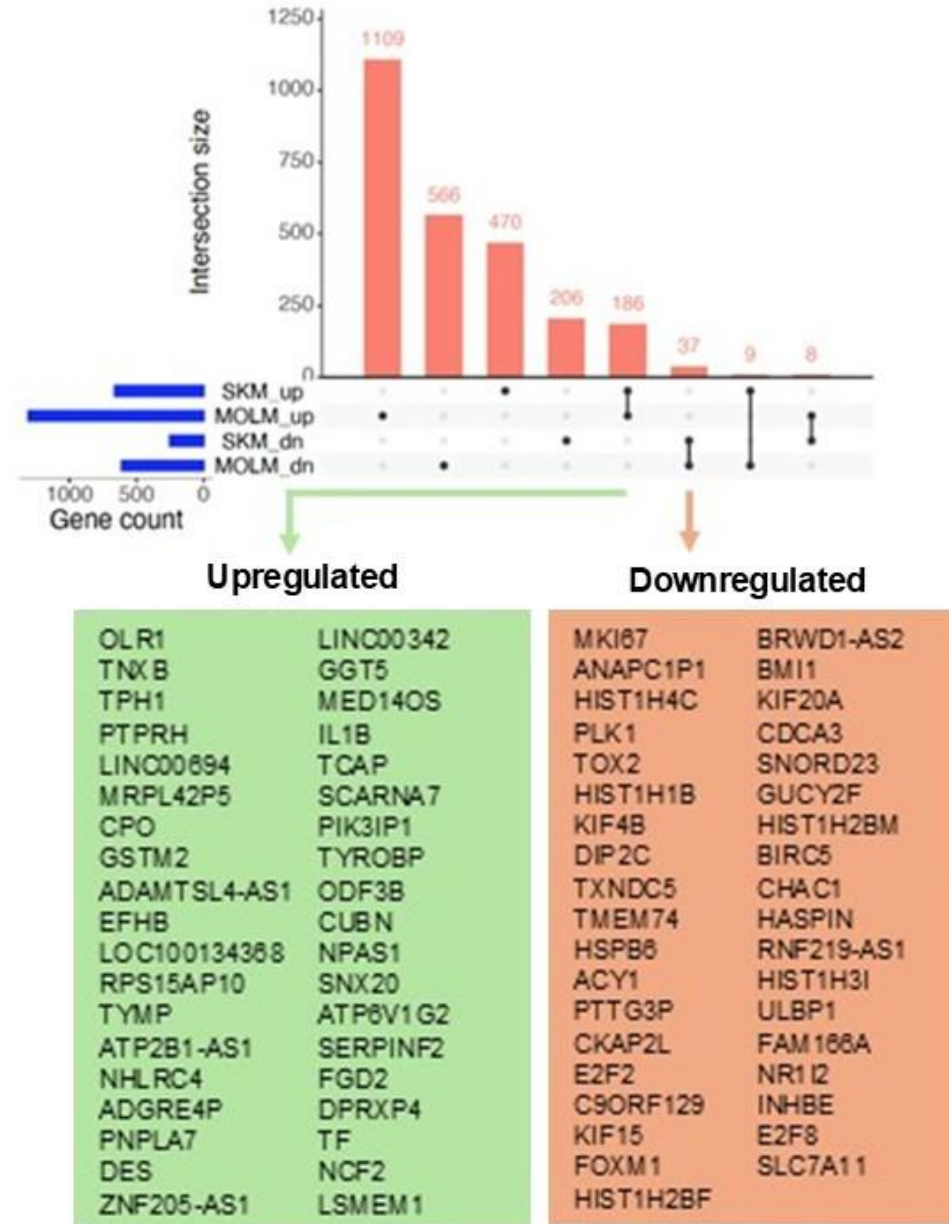 1250
1109
1000
750
566
470
500
250
206
186
37
9
8
0
Intersection size
SKM_up
MOLM_up
SKM_dn
MOLM_dn
1000 500 0
Gene count
Upregulated
OLR1
TNXB
TPH1
PTPRH
LINC00694
MRPL42P5
CPO
GSTM2
ADAMTSL4-AS1
EFHB
LOC100134368
RPS15AP10
TYMP
ATP2B1-AS1
NHLRC4
ADGRE4P
PNPLA7
DES
ZNF205-AS1
LINC00342
GGT5
MED14OS
IL1B
TCAP
SCARNA7
PIK3IP1
TYROBP
ODF3B
CUBN
NPAS1
SNX20
ATP6V1G2
SERPINF2
FGD2
DPRXP4
TF
NCF2
LSMEM1
Downregulated
MKI67
ANAPC1P1
HIST1H4C
PLK1
TOX2
HIST1H1B
KIF4B
DIP2C
TXNDC5
TMEM74
HSPB6
ACY1
PTTG3P
CKAP2L
E2F2
C9ORF129
KIF15
FOXM1
HIST1H2BF
BRWD1-AS2
BMI1
KIF20A
CDCA3
SNORD23
GUCY2F
HIST1H2BM
BIRC5
CHAC1
HASPIN
RNF219-AS1
HIST1H3I
ULBP1
FAM166A
NR1I2
INHBE
E2F8
SLC7A11